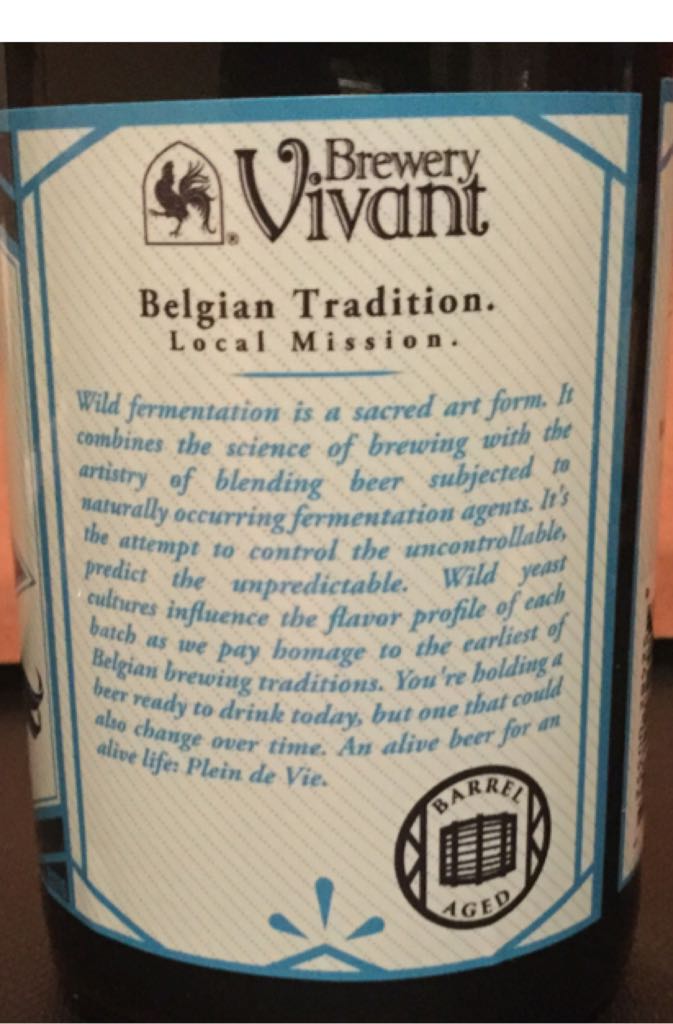 Brewery
Vivant
®
Belgian Tradition.
Local Mission.
Wild fermentation is a sacred art form. It
combines the science of brewing with the
artistry of blending beer subjected to
naturally occurring fermentation agents. It's
the attempt to control the uncontrollable,
predict the unpredictable. Wild yeast
cultures influence the flavor profile of each
batch as we pay homage to the earliest of
Belgian brewing traditions. You're holding a
beer ready to drink today, but one that could
also change over time. An alive beer for an
alive life: Plein de Vie.
BARREL
AGED